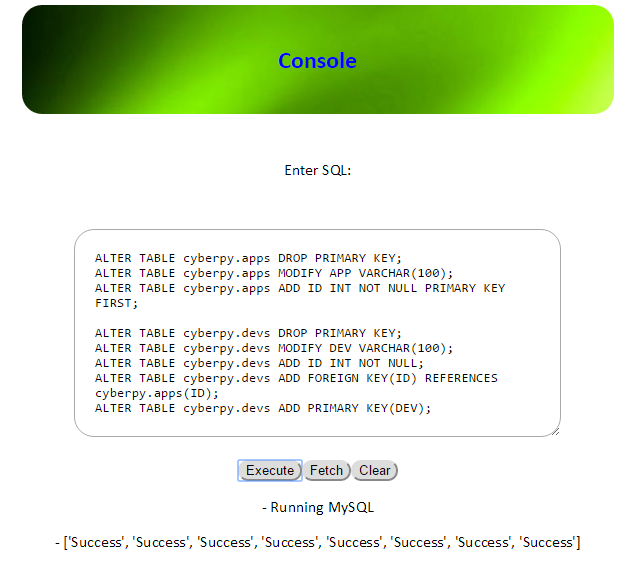 Console
Enter SQL:
ALTER TABLE cyberpy.apps DROP PRIMARY KEY;
ALTER TABLE cyberpy.apps MODIFY APP VARCHAR(100);
ALTER TABLE cyberpy.apps ADD ID INT NOT NULL PRIMARY KEY
FIRST;
ALTER TABLE cyberpy.devs DROP PRIMARY KEY;
ALTER TABLE cyberpy.devs MODIFY DEV VARCHAR(100);
ALTER TABLE cyberpy.devs ADD ID INT NOT NULL;
ALTER TABLE cyberpy.devs ADD FOREIGN KEY(ID) REFERENCES
cyberpy.apps(ID);
ALTER TABLE cyberpy.devs ADD PRIMARY KEY(DEV);
Execute Fetch Clear
- Running MySQL
- ['Success', 'Success', 'Success', 'Success', 'Success', 'Success', 'Success', 'Success']